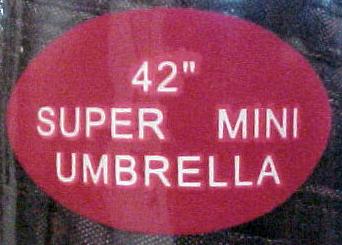 42"
SUPER MINI
UMBRELLA